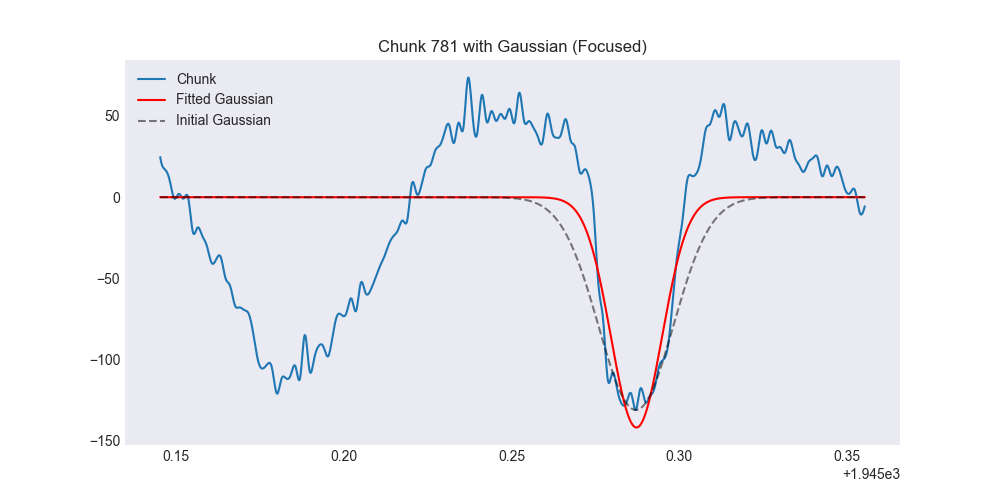 Chunk 781 with Gaussian (Focused)
Chunk
Fitted Gaussian
Initial Gaussian
50
0
−50
−100
−150
0.15 0.20 0.25 0.30 0.35
+1.945e3